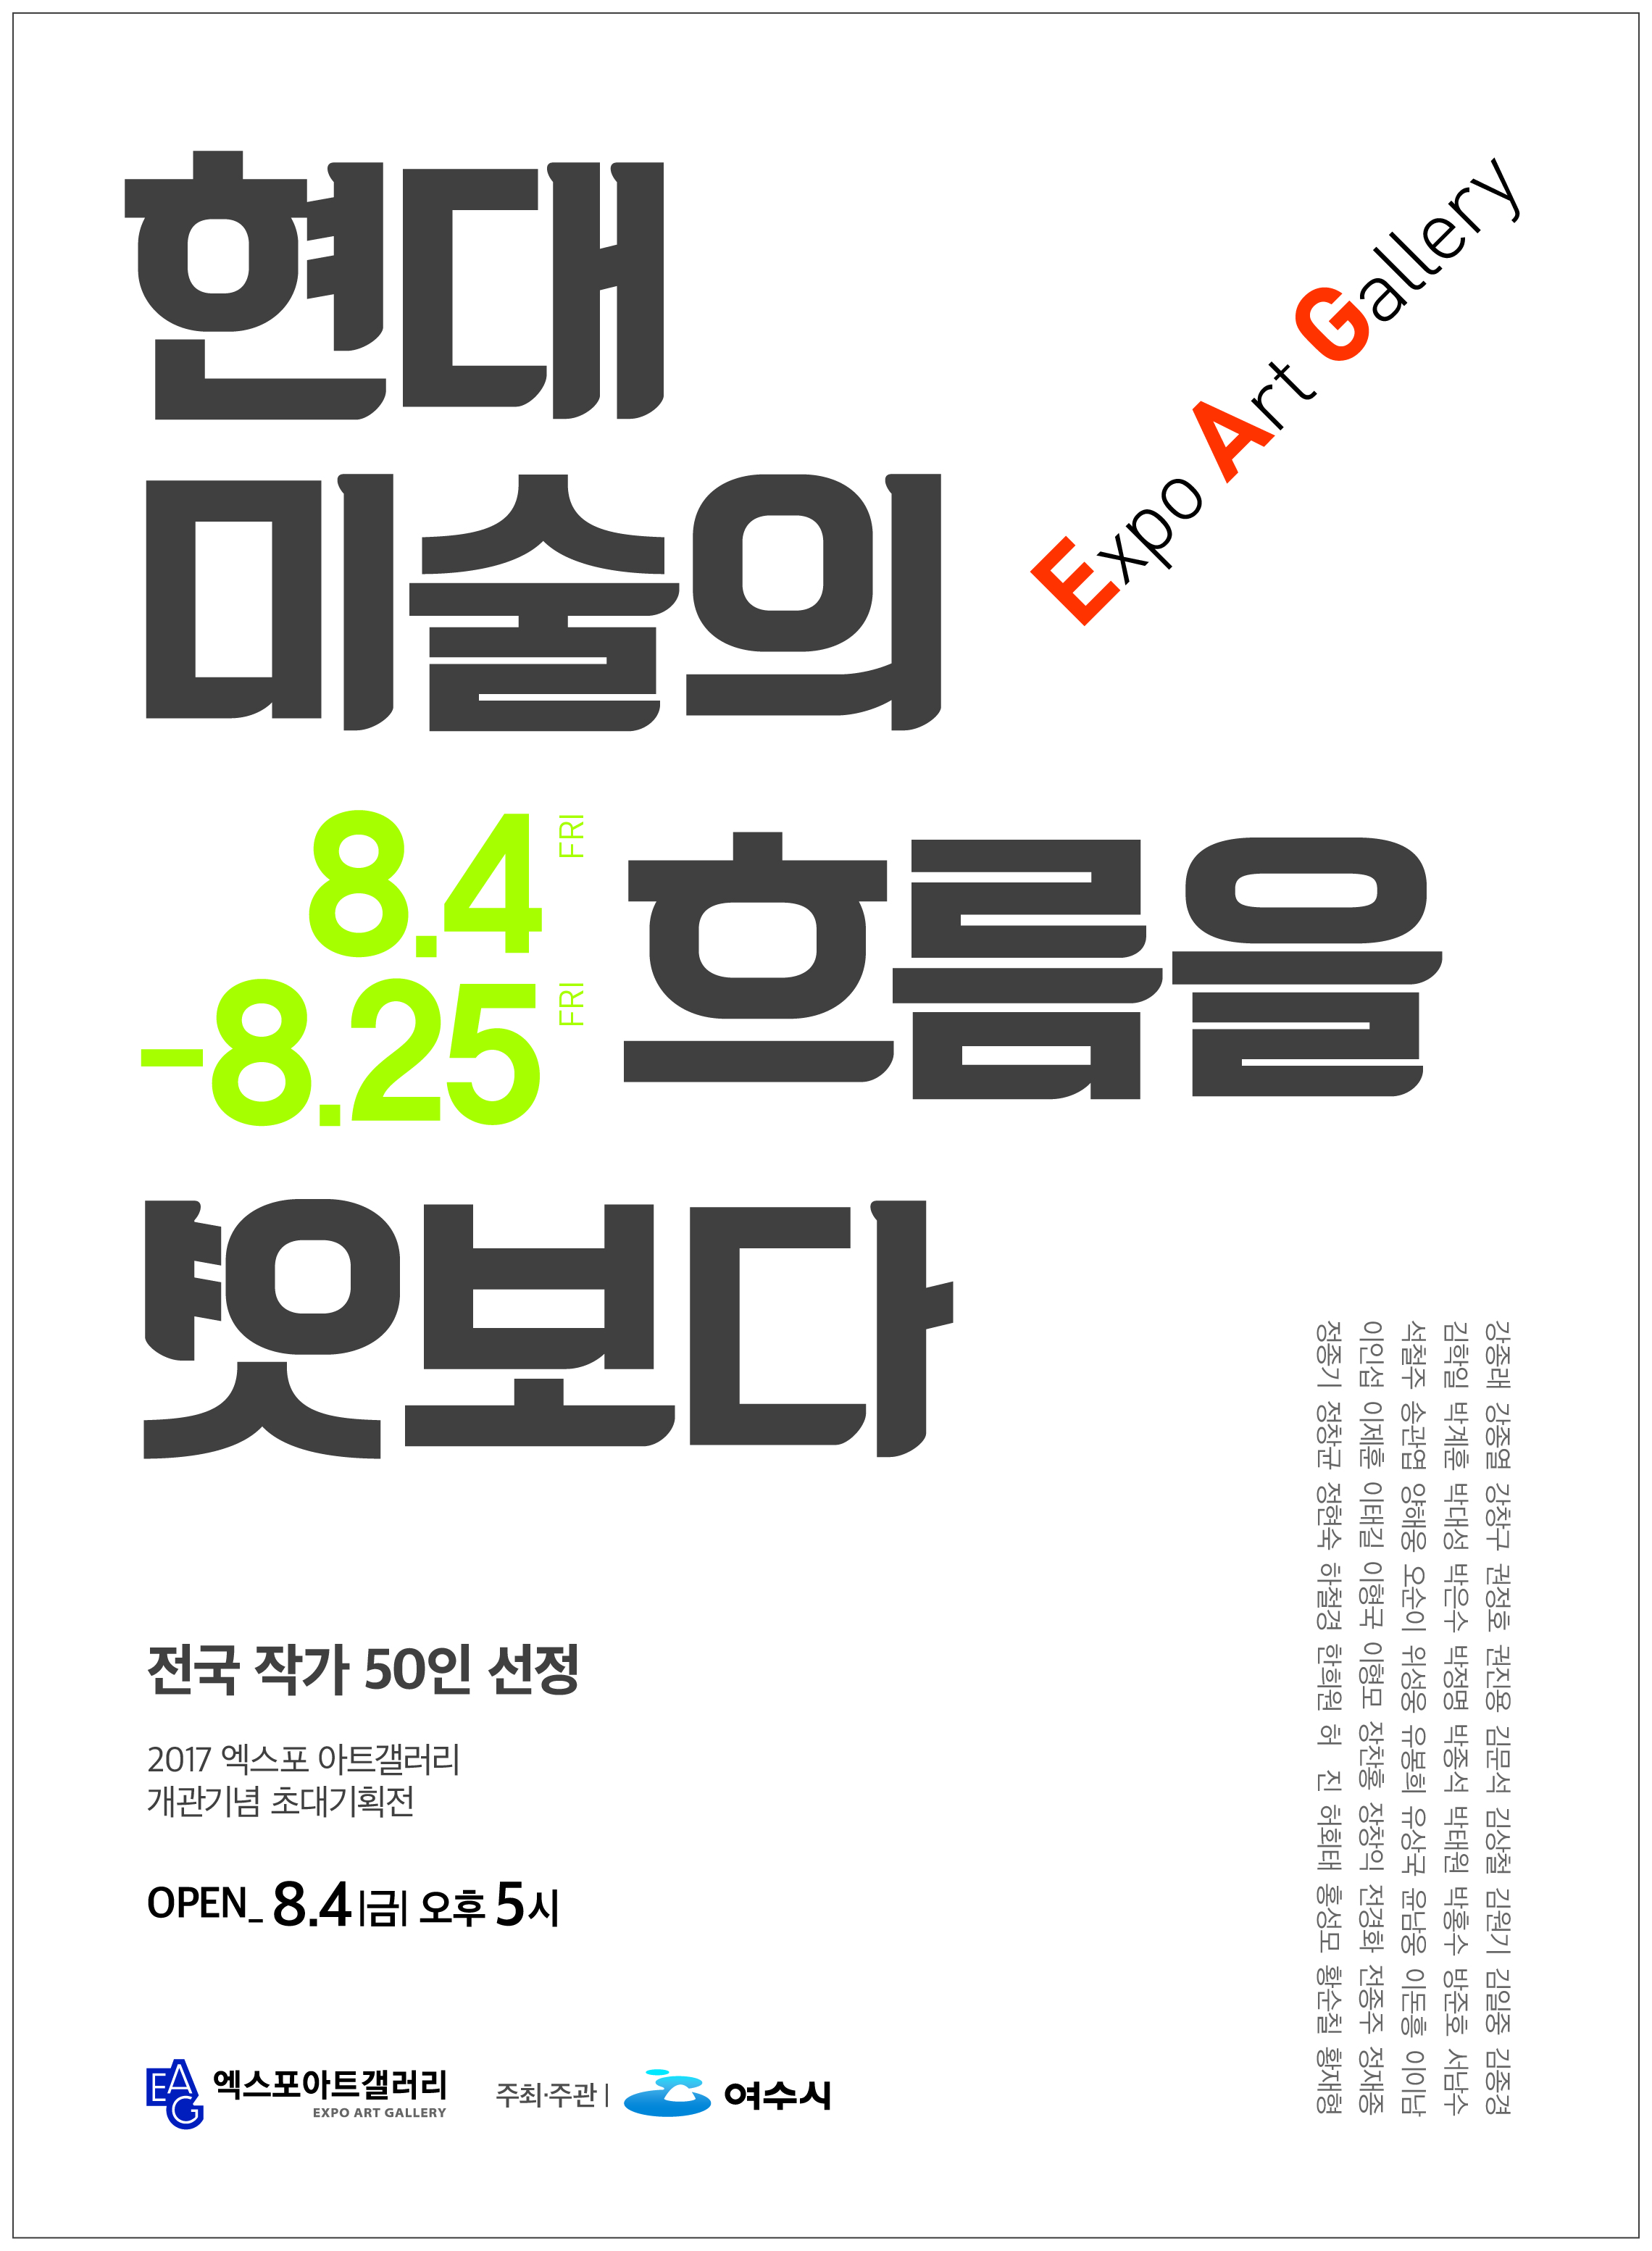 현대
미술의
Expo Art Gallery
8.4 FRI
-8.25 FRI
흐름을
엿보다
강종래 강종열 강창구 권정호 권진용 김문석 김상철 김원기 김일중 김종경
김학일 박계훈 박대성 박은수 박정명 박종석 박태원 박홍수 방준호 서남수
석철주 송관엽 양해웅 오순이 위성웅 유봉희 유상국 윤남웅 이돈흥 이이남
이인섭 이재훈 이태길 이형국 이형모 장찬홍 장창익 전경화 전종주 정재종
정종기 정창규 정현숙 하철경 한희원 허 진 허회태 홍성모 황순칠 황재형
전국 작가 50인 선정
2017 엑스포 아트갤러리
개관기념 초대기획전
OPEN_ 8.4|금| 오후 5시
EAG 엑스포아트갤러리
EXPO ART GALLERY
주최·주관 | 여수시